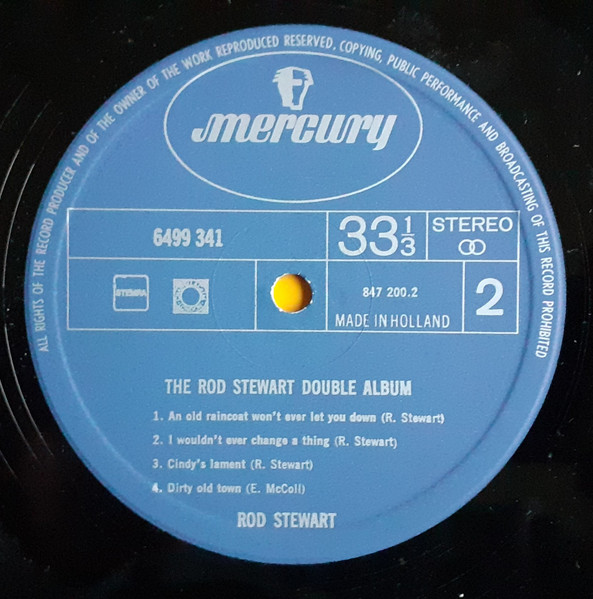 ALL RIGHTS OF THE RECORD PRODUCER AND OF THE OWNER OF THE WORK REPRODUCED RESERVED, COPYING, PUBLIC PERFORMANCE AND BROADCASTING OF THIS RECORD PROHIBITED
mercury
6499 341
33 1/3
STEREO
STEMRA
847 200.2
MADE IN HOLLAND
2
THE ROD STEWART DOUBLE ALBUM
1. An old raincoat won't ever let you down (R. Stewart)
2. I wouldn't ever change a thing (R. Stewart)
3. Cindy's lament (R. Stewart)
4. Dirty old town (E. McColl)
ROD STEWART